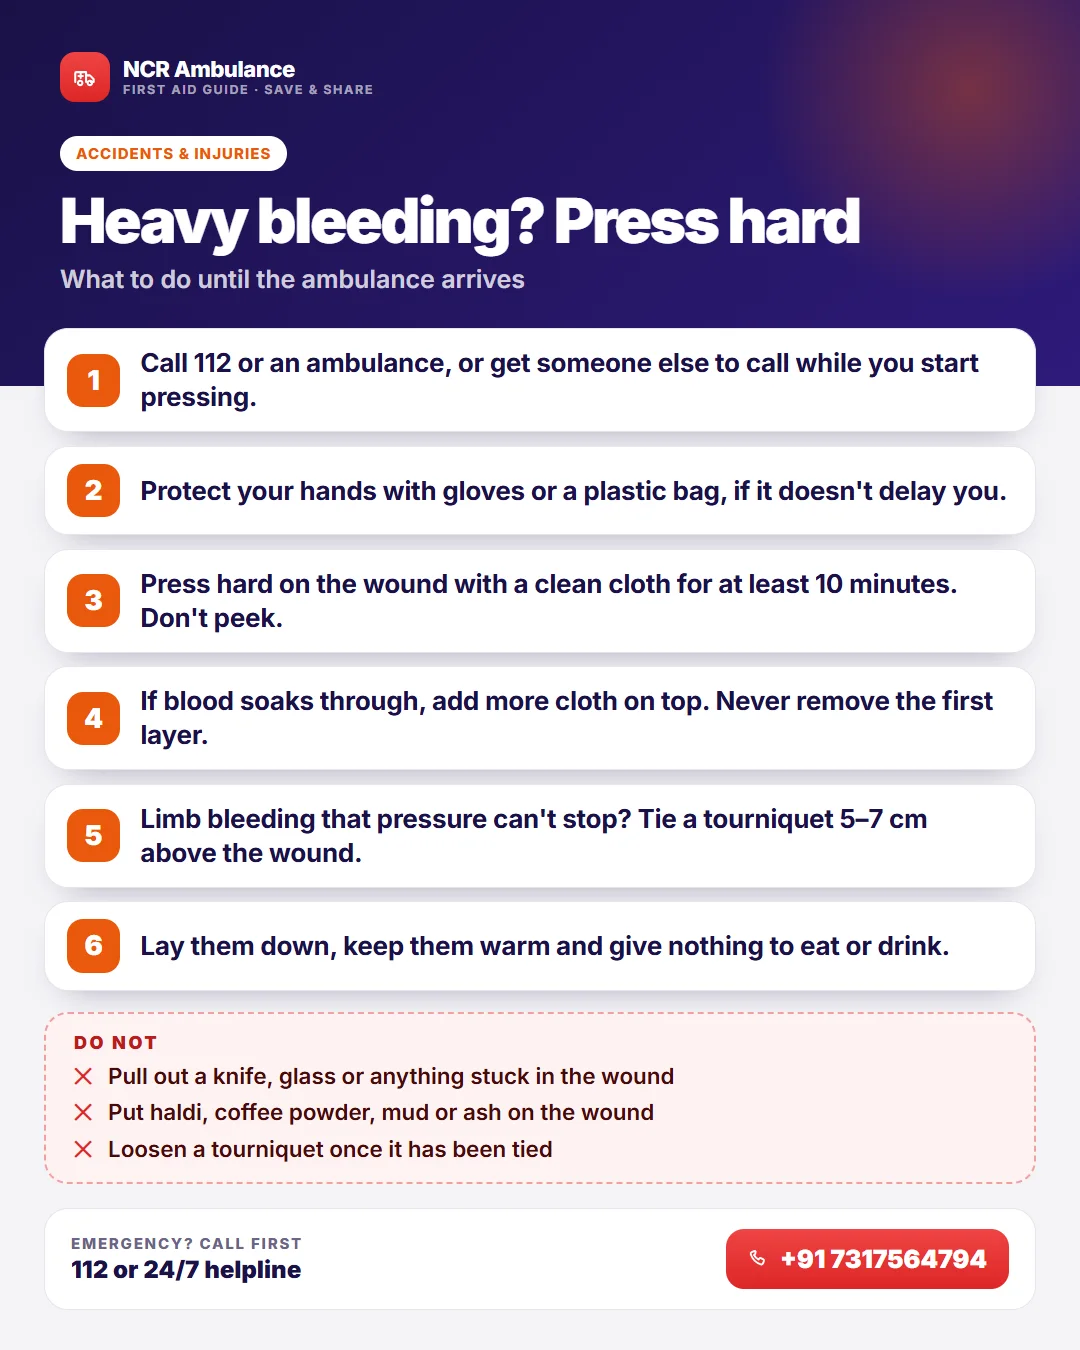 NCR Ambulance
FIRST AID GUIDE · SAVE & SHARE
ACCIDENTS & INJURIES
Heavy bleeding? Press hard
What to do until the ambulance arrives
1
Call 112 or an ambulance, or get someone else to call while you start
pressing.
2
Protect your hands with gloves or a plastic bag, if it doesn't delay you.
3
Press hard on the wound with a clean cloth for at least 10 minutes.
Don't peek.
4
If blood soaks through, add more cloth on top. Never remove the first
layer.
5
Limb bleeding that pressure can't stop? Tie a tourniquet 5–7 cm
above the wound.
6
Lay them down, keep them warm and give nothing to eat or drink.
DO NOT
Pull out a knife, glass or anything stuck in the wound
Put haldi, coffee powder, mud or ash on the wound
Loosen a tourniquet once it has been tied
EMERGENCY? CALL FIRST
112 or 24/7 helpline
+91 7317564794